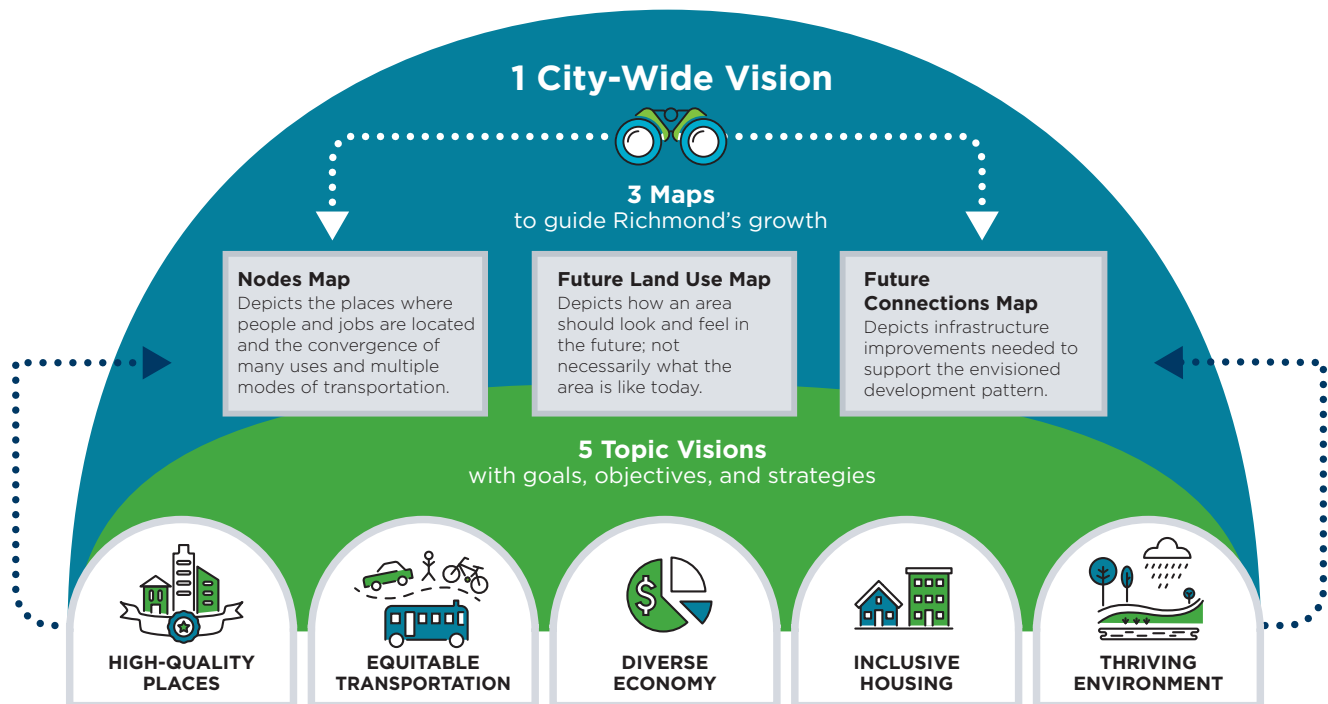 1 City-Wide Vision
3 Maps
to guide Richmond's growth
Nodes Map
Depicts the places where
people and jobs are located
and the convergence of
many uses and multiple
modes of transportation.
Future Land Use Map
Depicts how an area
should look and feel in
the future; not
necessarily what the
area is like today.
Future
Connections Map
Depicts infrastructure
improvements needed to
support the envisioned
development pattern.
5 Topic Visions
with goals, objectives, and strategies
$
HIGH-QUALITY
PLACES
EQUITABLE
TRANSPORTATION
DIVERSE
ECONOMY
INCLUSIVE
HOUSING
THRIVING
ENVIRONMENT